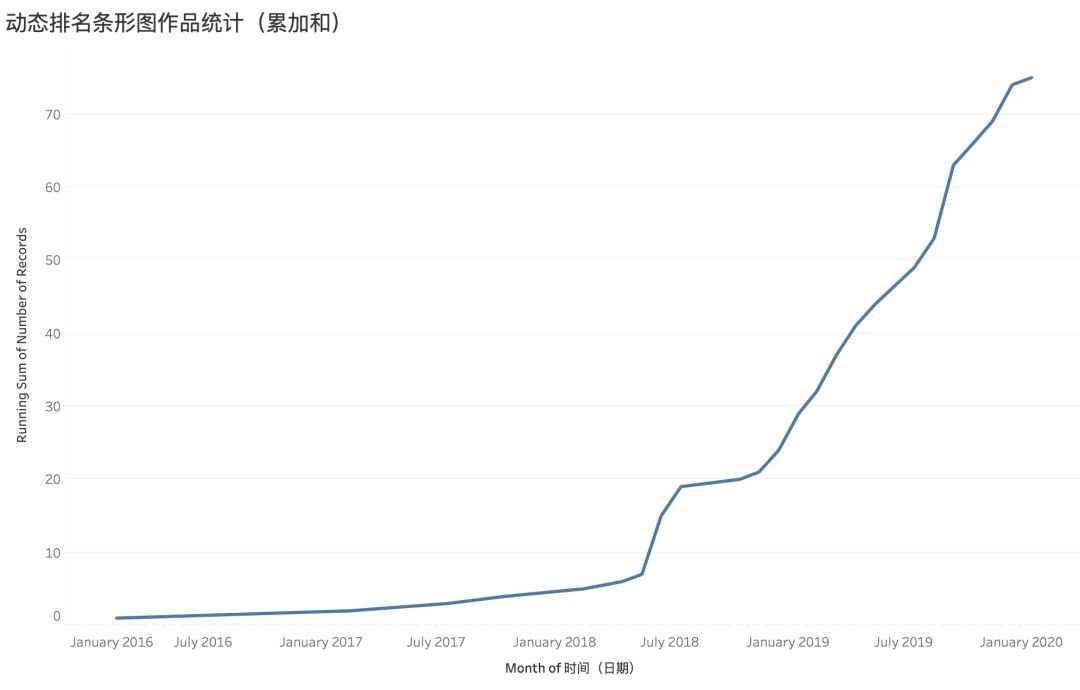 动态排名条形图作品统计（累加和）
70
60
50
40
30
20
10
0
Running Sum of Number of Records
January 2016 July 2016 January 2017 July 2017 January 2018 July 2018 January 2019 July 2019 January 2020
Month of 时间（日期）